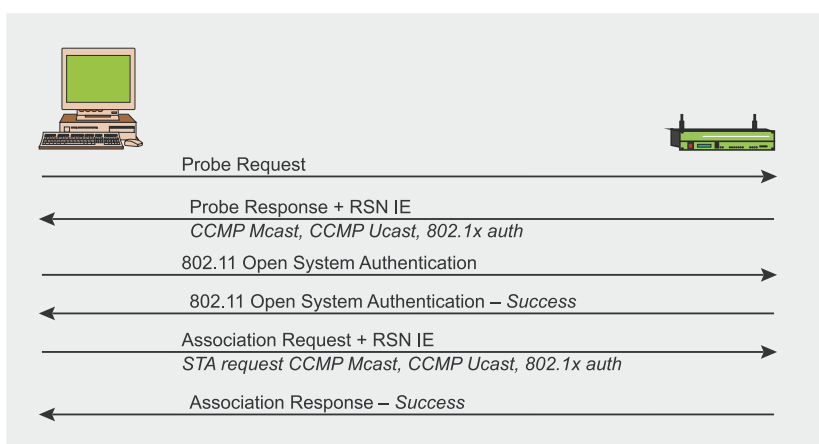 Probe Request
Probe Response + RSN IE
CCMP Mcast, CCMP Ucast, 802.1x auth
802.11 Open System Authentication
802.11 Open System Authentication – Success
Association Request + RSN IE
STA request CCMP Mcast, CCMP Ucast, 802.1x auth
Association Response – Success